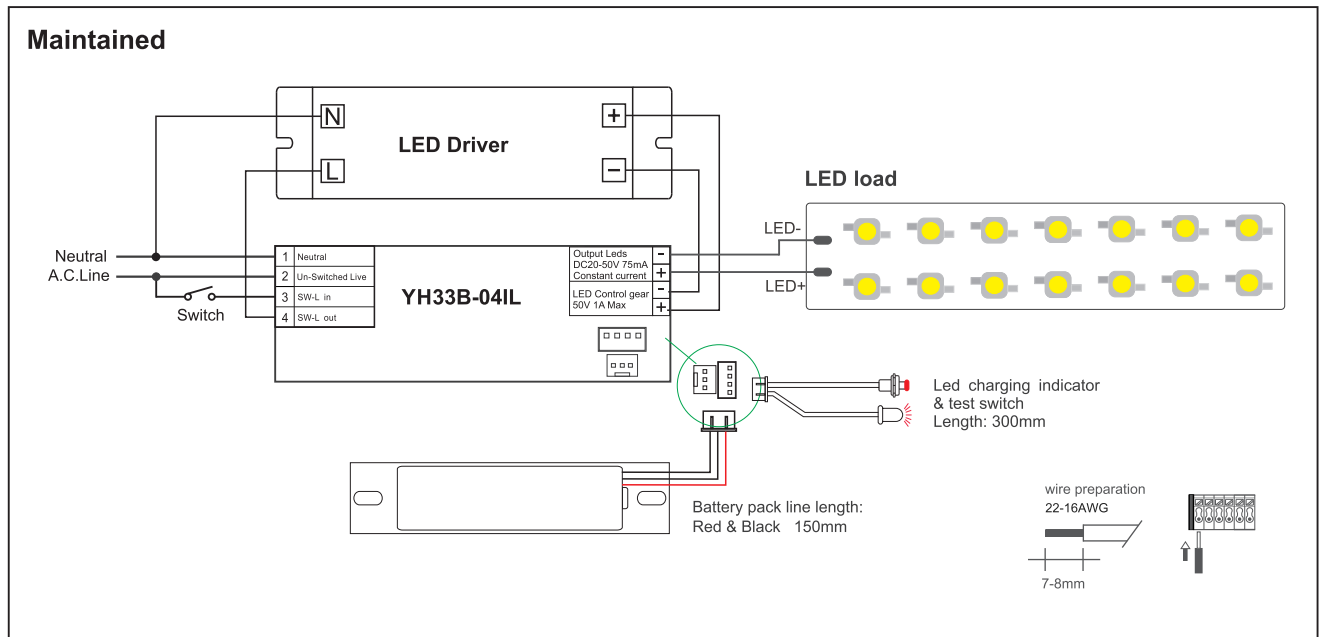 Maintained
N
+
LED Driver
L
−
LED load
LED-
LED+
Neutral
A.C.Line
Switch
1 Neutral
2 Un-Switched Live
3 SW-L in
4 SW-L out
YH33B-04IL
Output Leds
DC20-50V 75mA
Constant current
-
+
LED Control gear
50V 1A Max
-
+
Led charging indicator
& test switch
Length: 300mm
Battery pack line length:
Red & Black 150mm
wire preparation
22-16AWG
7-8mm